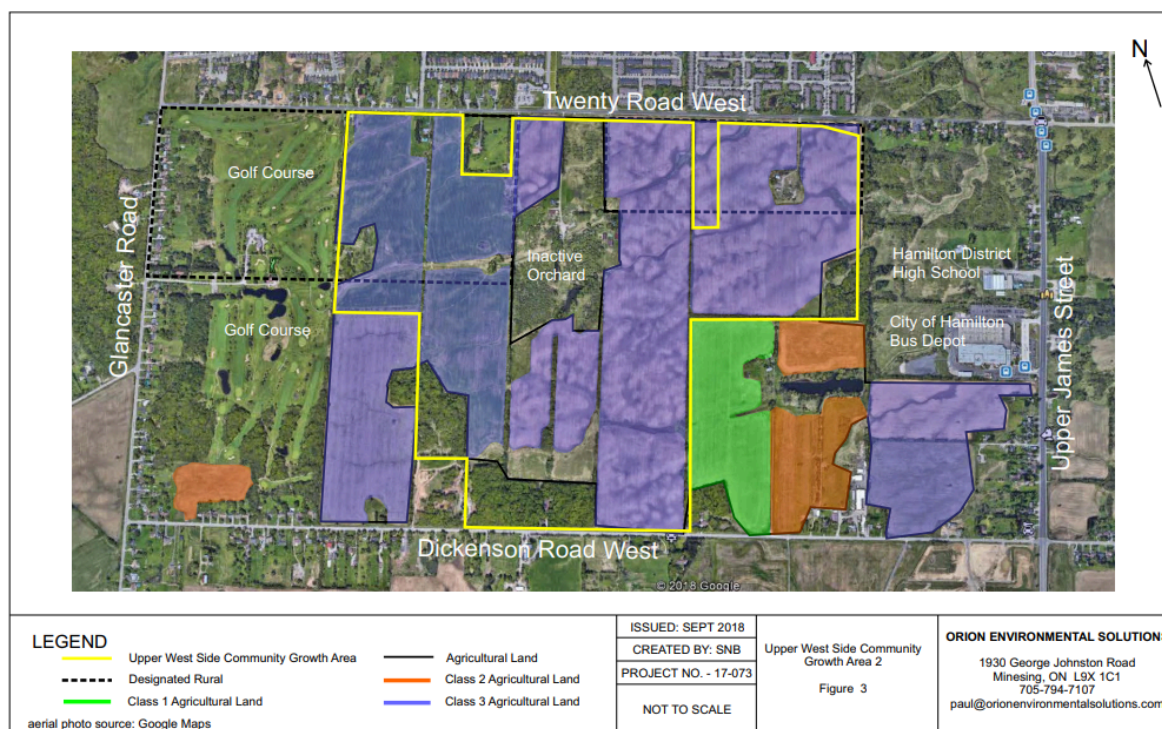 N
Twenty Road West
Golf Course
Glancaster Road
Inactive
Orchard
Hamilton District
High School
Golf Course
City of Hamilton
Bus Depot
Upper James Street
Dickenson Road West
© 2018 Google
LEGEND
Upper West Side Community Growth Area
Designated Rural
Class 1 Agricultural Land
Agricultural Land
Class 2 Agricultural Land
Class 3 Agricultural Land
aerial photo source: Google Maps
ISSUED: SEPT 2018
CREATED BY: SNB
PROJECT NO. - 17-073
NOT TO SCALE
Upper West Side Community
Growth Area 2
Figure 3
ORION ENVIRONMENTAL SOLUTIONS
1930 George Johnston Road
Minesing, ON L9X 1C1
705-794-7107
paul@orionenvironmentalsolutions.com